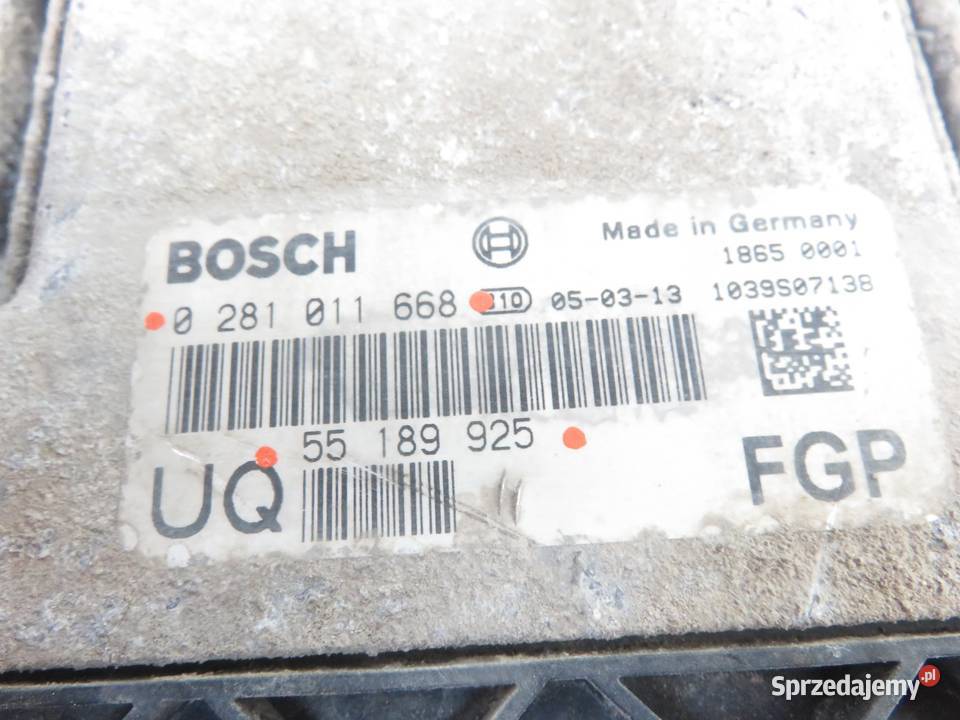 BOSCH
Made in Germany
1865 0001
0 281 011 668 05-03-13 1039S07138
55 189 925
UQ
FGP
Sprzedajemy.pl